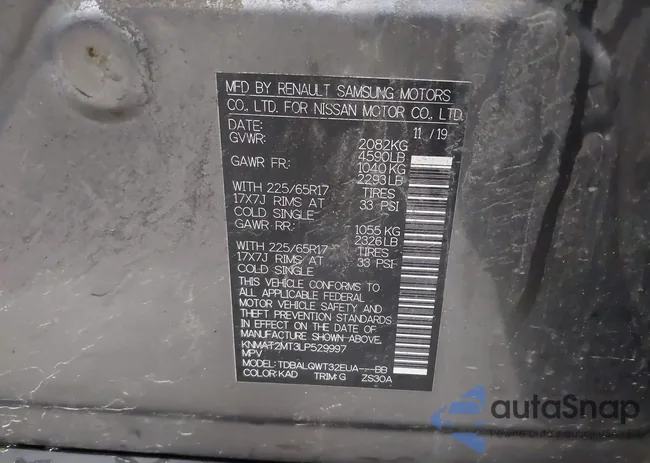 MFD BY RENAULT SAMSUNG MOTORS
CO., LTD. FOR NISSAN MOTOR CO., LTD.
DATE: 11 / 19
GVWR: 2082KG
4590LB
GAWR FR: 1040KG
2293LB
WITH 225/65R17 TIRES
17X7J RIMS AT 33 PSI
COLD SINGLE
GAWR RR: 1055 KG
2326LB
WITH 225/65R17 TIRES
17X7J RIMS AT 33 PSI
COLD SINGLE
THIS VEHICLE CONFORMS TO
ALL APPLICABLE FEDERAL
MOTOR VEHICLE SAFETY AND
THEFT PREVENTION STANDARDS
IN EFFECT ON THE DATE OF
MANUFACTURE SHOWN ABOVE.
KNMAT2MT3LP529997
MPV
MODEL: TDBALQWT32EUA-..BB
COLOR:KAD TRIM:G ZS30A
autaSnap